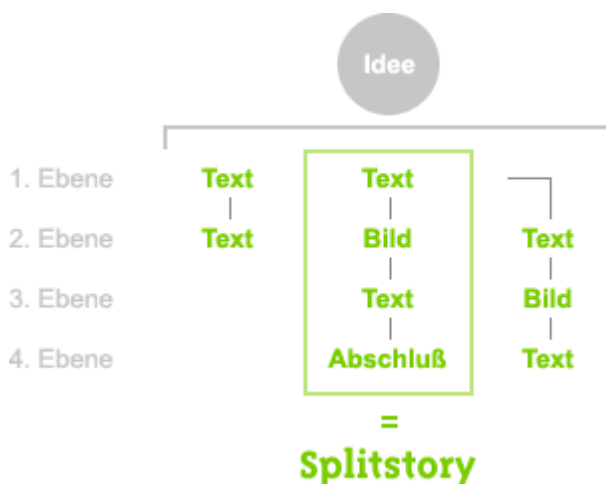 Idee
1. Ebene Text Text
2. Ebene Text Bild Text
3. Ebene Text Bild
4. Ebene Abschluß Text
=
Splitstory